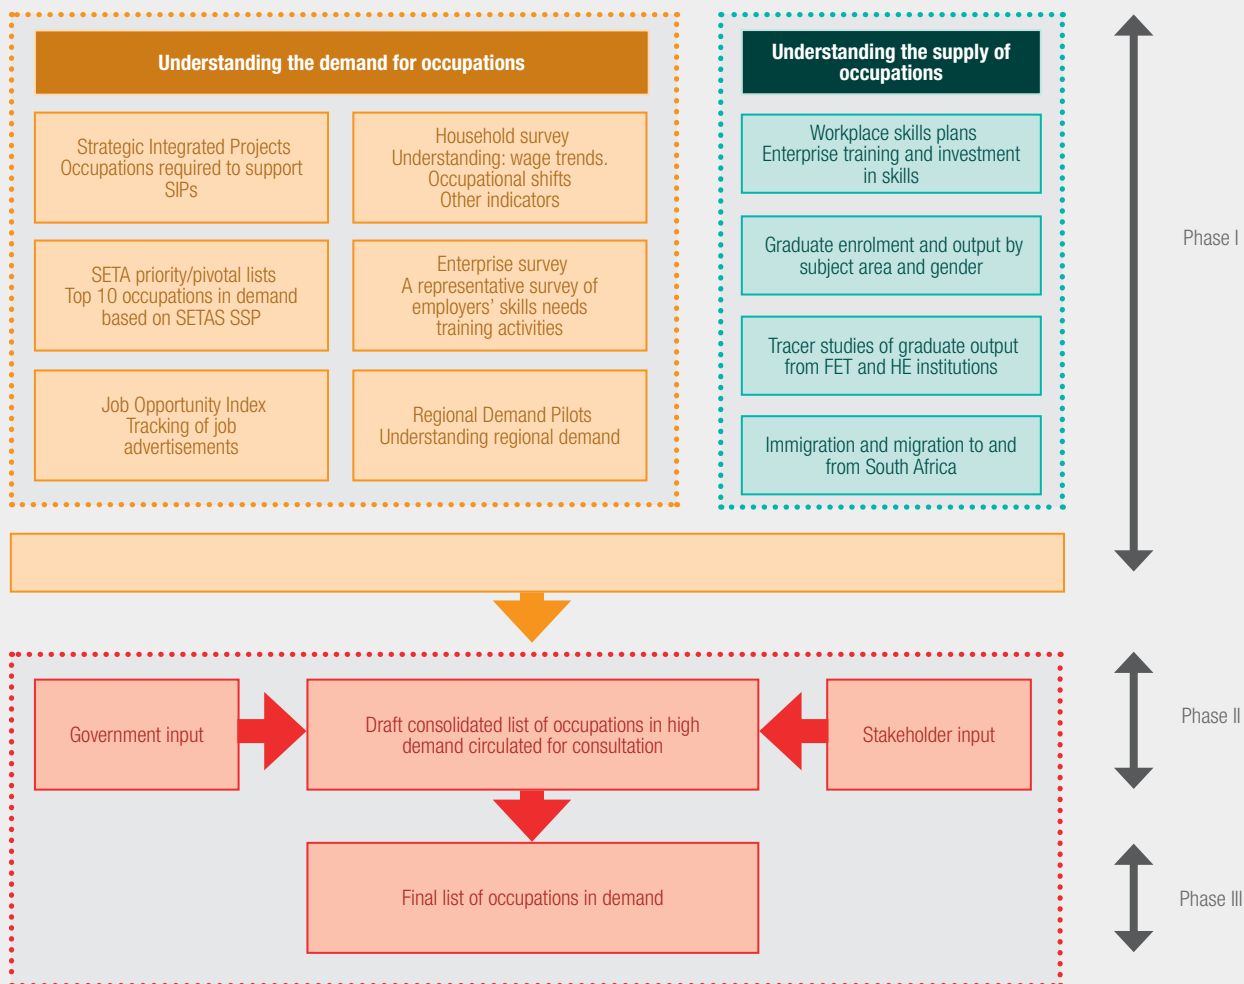 Understanding the demand for occupations
Strategic Integrated Projects
Occupations required to support
SIPs
Household survey
Understanding: wage trends.
Occupational shifts
Other indicators
SETA priority/pivotal lists
Top 10 occupations in demand
based on SETAS SSP
Enterprise survey
A representative survey of
employers' skills needs
training activities
Job Opportunity Index
Tracking of job
advertisements
Regional Demand Pilots
Understanding regional demand
Understanding the supply of
occupations
Workplace skills plans
Enterprise training and investment
in skills
Graduate enrolment and output by
subject area and gender
Tracer studies of graduate output
from FET and HE institutions
Immigration and migration to and
from South Africa
Phase I
Government input
Draft consolidated list of occupations in high
demand circulated for consultation
Stakeholder input
Phase II
Final list of occupations in demand
Phase III